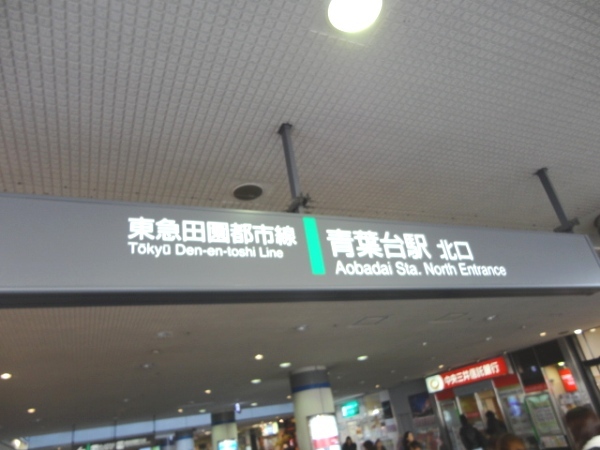 東急田園都市線
Tōkyū Den-en-toshi Line
青葉台駅 北口
Aobadai Sta. North Entrance
中央三井信託銀行